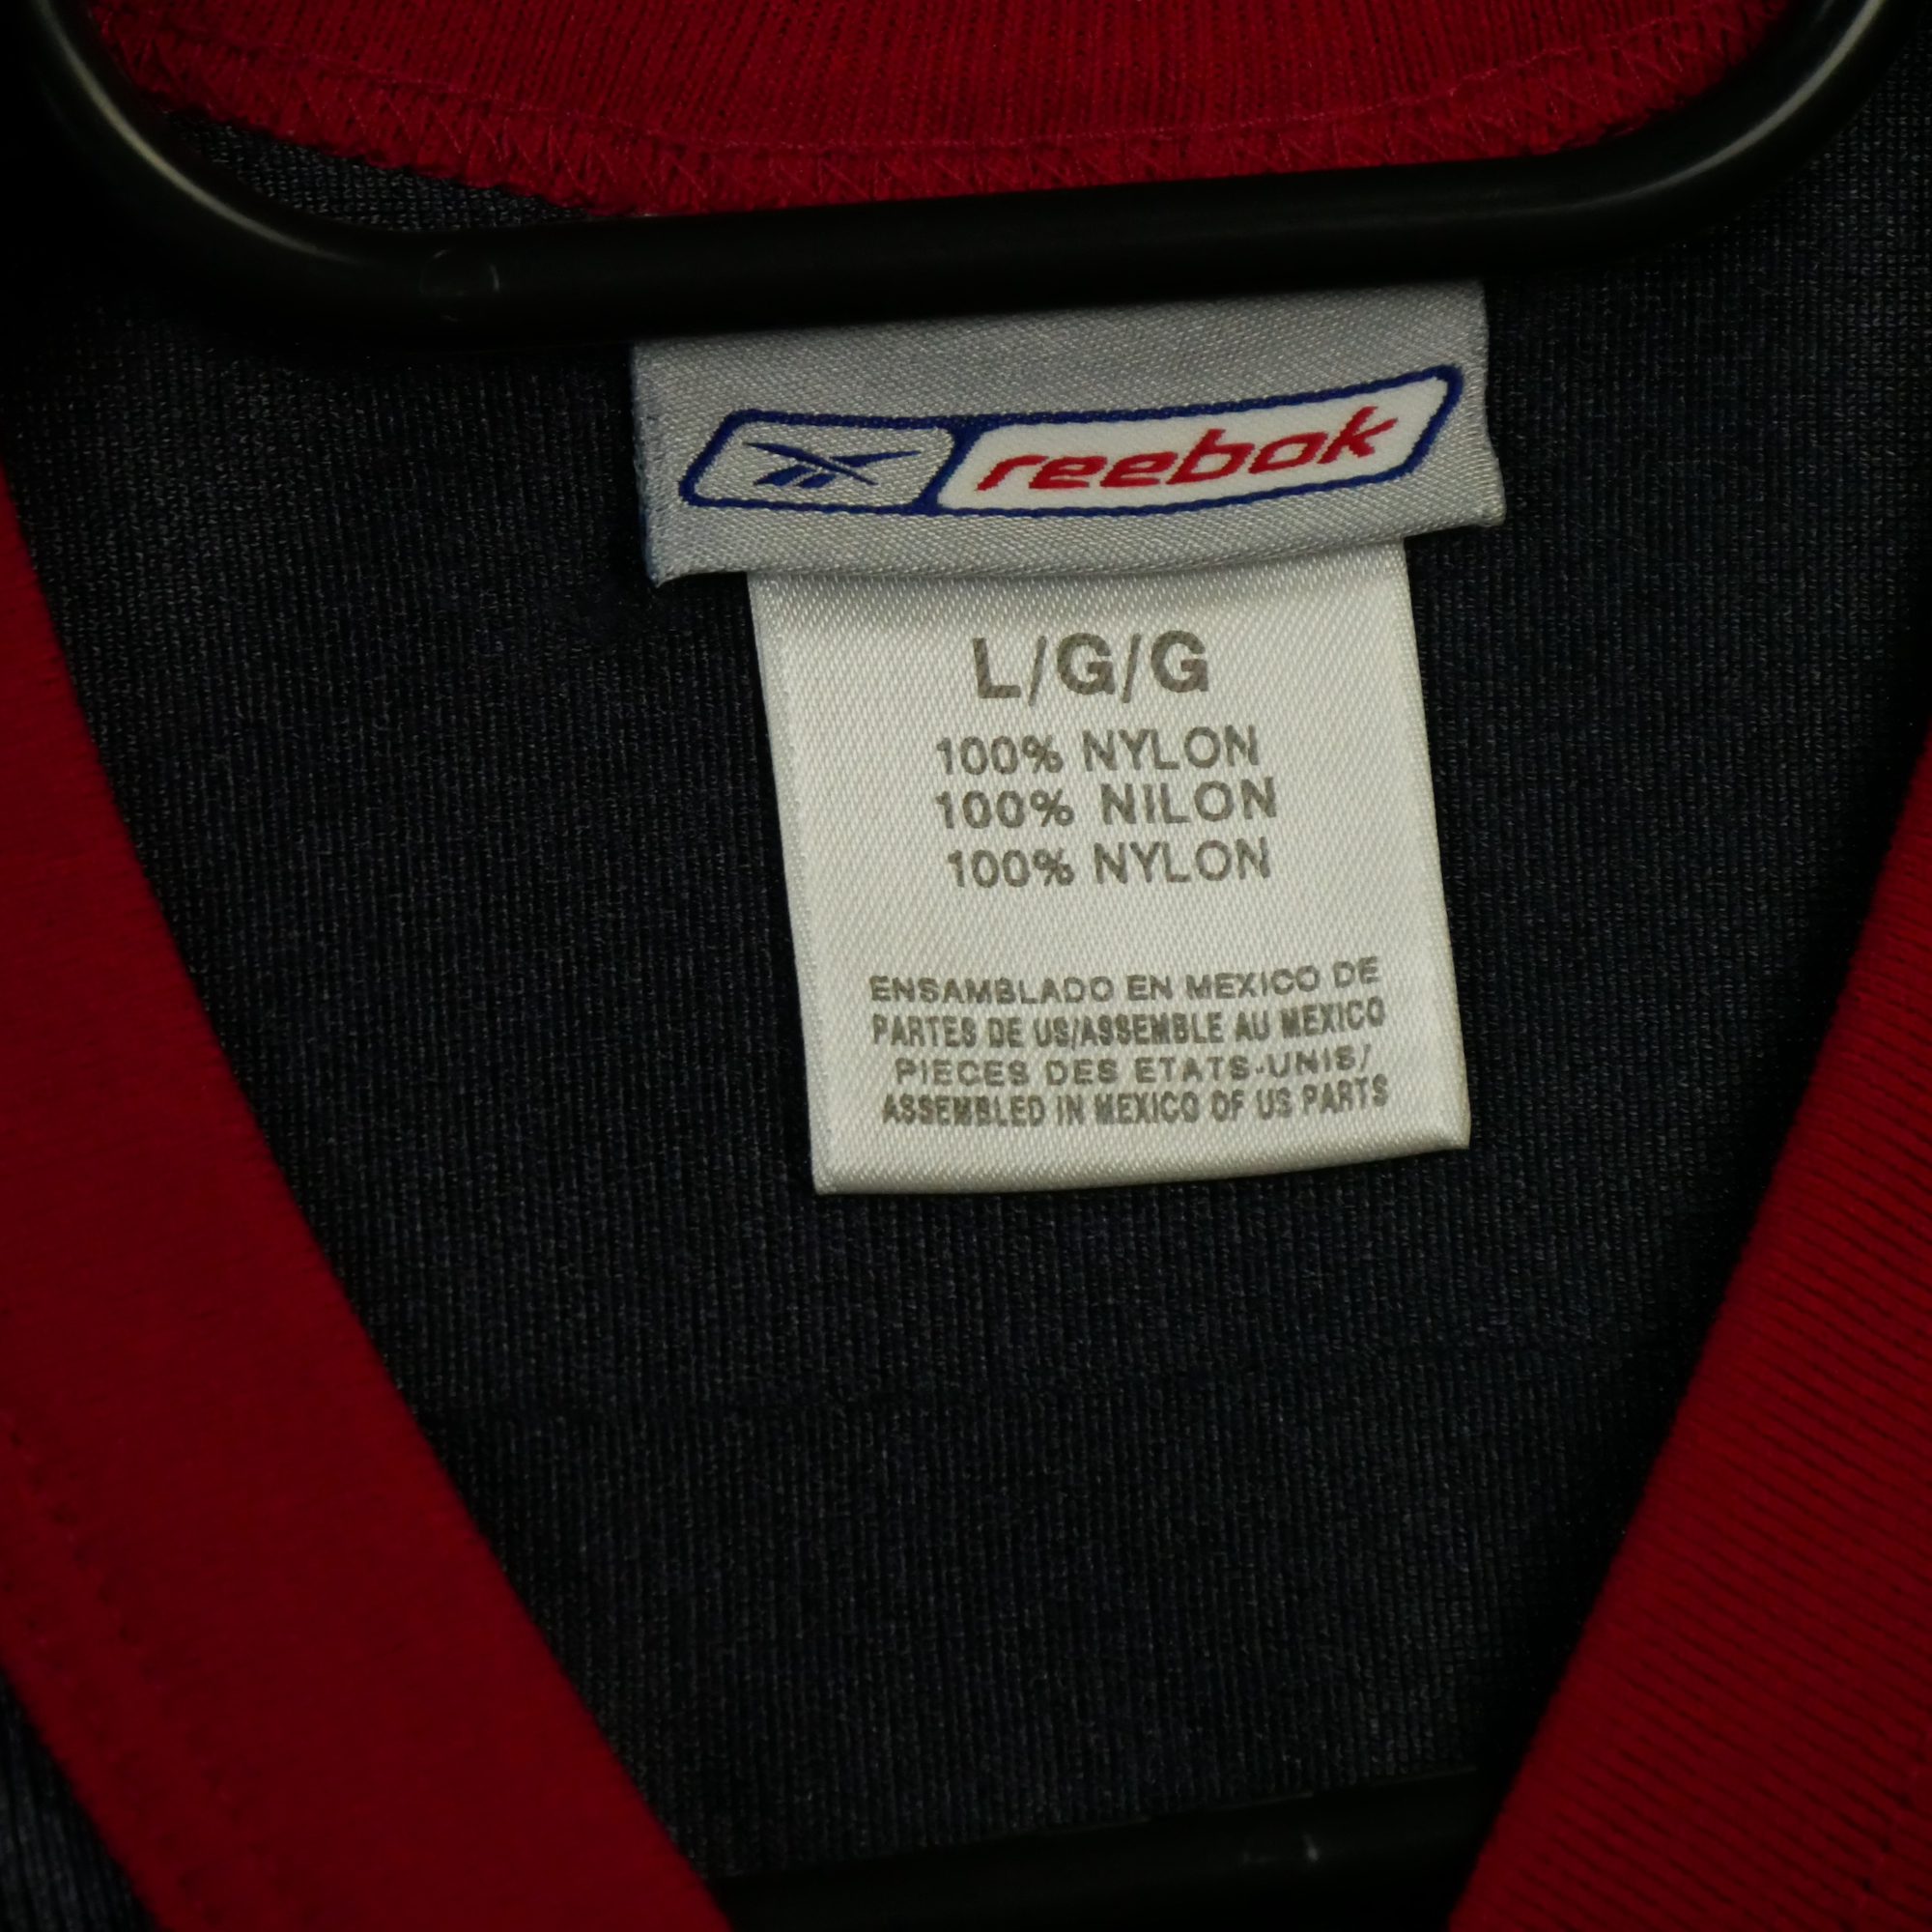 reebok
L/G/G
100% NYLON
100% NILON
100% NYLON
ENSAMBLADO EN MEXICO DE
PARTES DE US/ASSEMBLE AU MEXICO
PIECES DES ETATS-UNIS/
ASSEMBLED IN MEXICO OF US PARTS